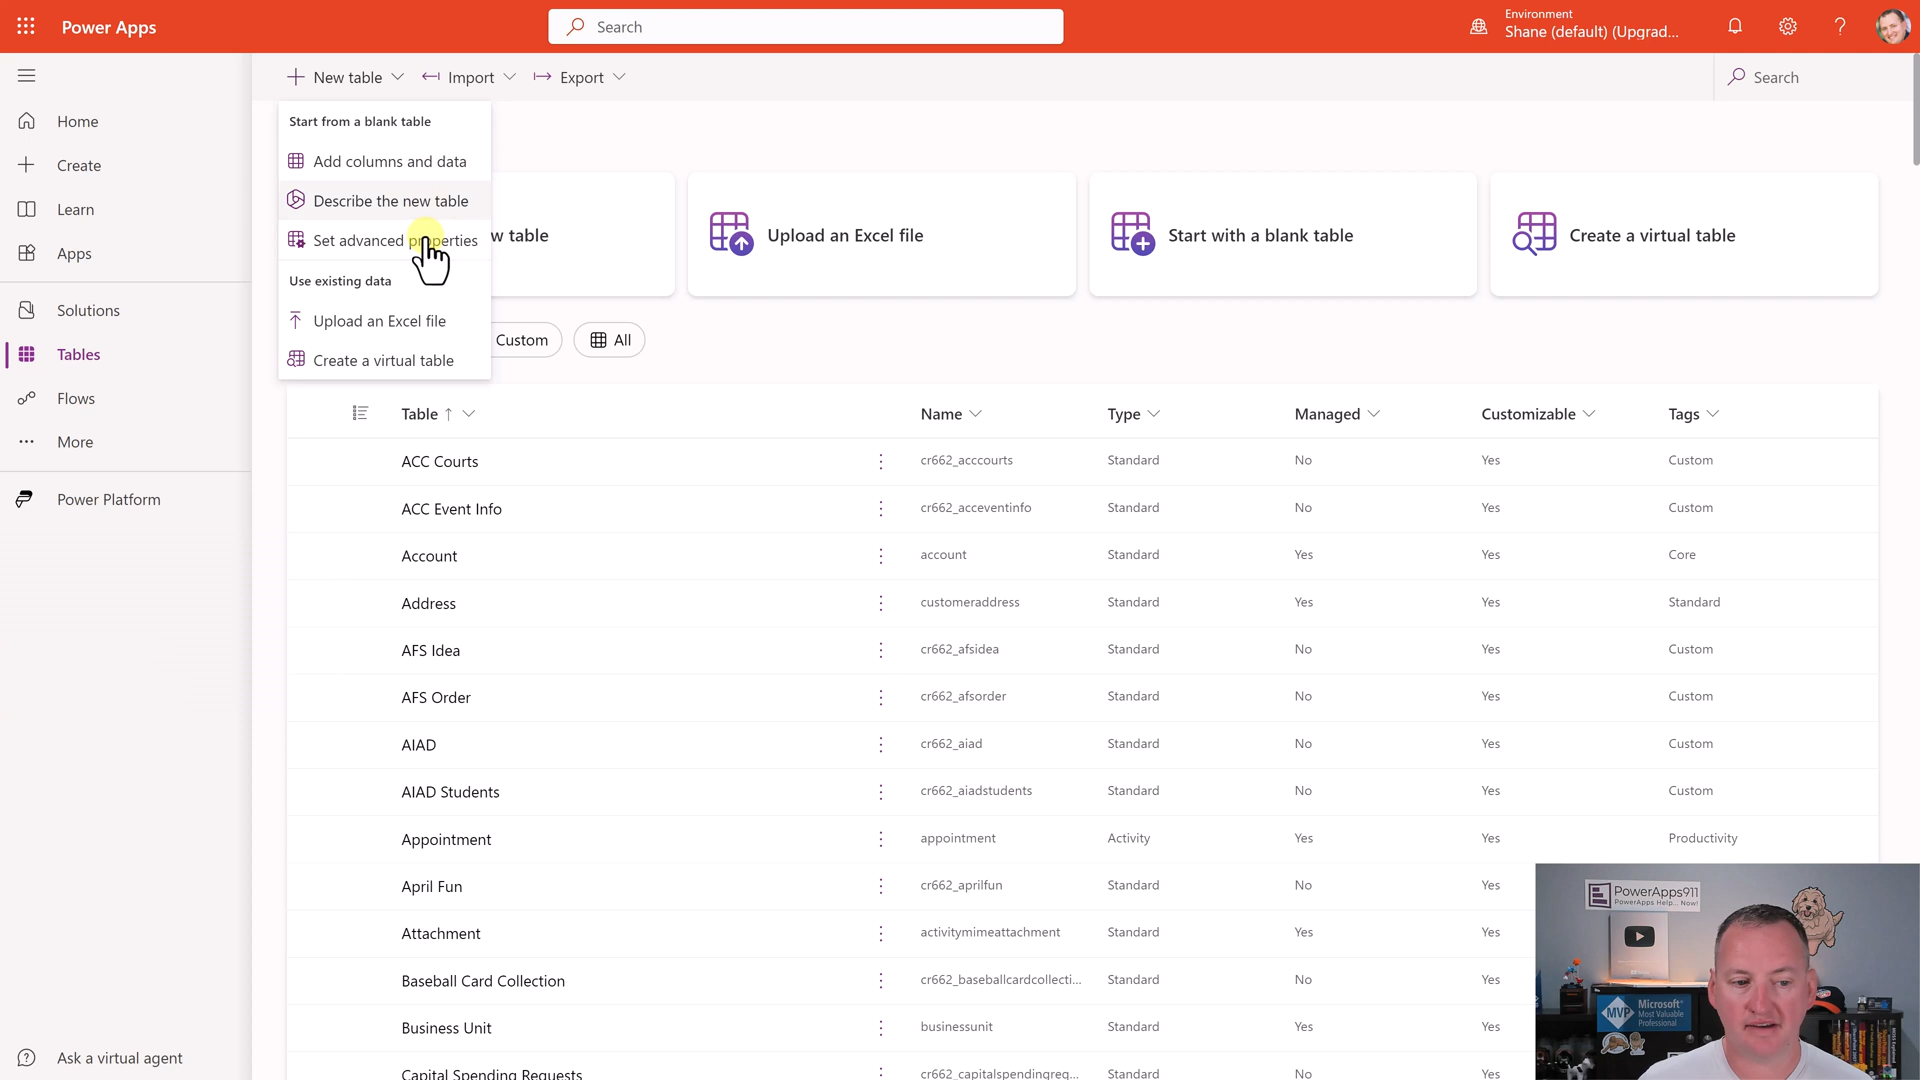 Power Apps
Search
Environment
Shane (default) (Upgrad...
New table
Import
Export
Search
Home
Create
Learn
Apps
Solutions
Tables
Flows
More
Power Platform
Ask a virtual agent
Start from a blank table
Add columns and data
Describe the new table
Set advanced properties
Use existing data
Upload an Excel file
Create a virtual table
w table
Upload an Excel file
Start with a blank table
Create a virtual table
Custom
All
Table Name Type Managed Customizable Tags
ACC Courts cr662_acccourts Standard No Yes Custom
ACC Event Info cr662_acceventinfo Standard No Yes Custom
Account account Standard Yes Yes Core
Address customeraddress Standard Yes Yes Standard
AFS Idea cr662_afsidea Standard No Yes Custom
AFS Order cr662_afsorder Standard No Yes Custom
AIAD cr662_aiad Standard No Yes Custom
AIAD Students cr662_aiadstudents Standard No Yes Custom
Appointment appointment Activity Yes Yes Productivity
April Fun cr662_aprilfun Standard No Yes
Attachment activitymimeattachment Standard Yes Yes
Baseball Card Collection cr662_baseballcardcollecti... Standard No Yes
Business Unit businessunit Standard Yes Yes
Capital Spending Requests cr662_capitalspendingreq... Standard No Yes
PowerApps911
PowerApps Help... Now!
Microsoft
MVP
Most Valuable
Professional